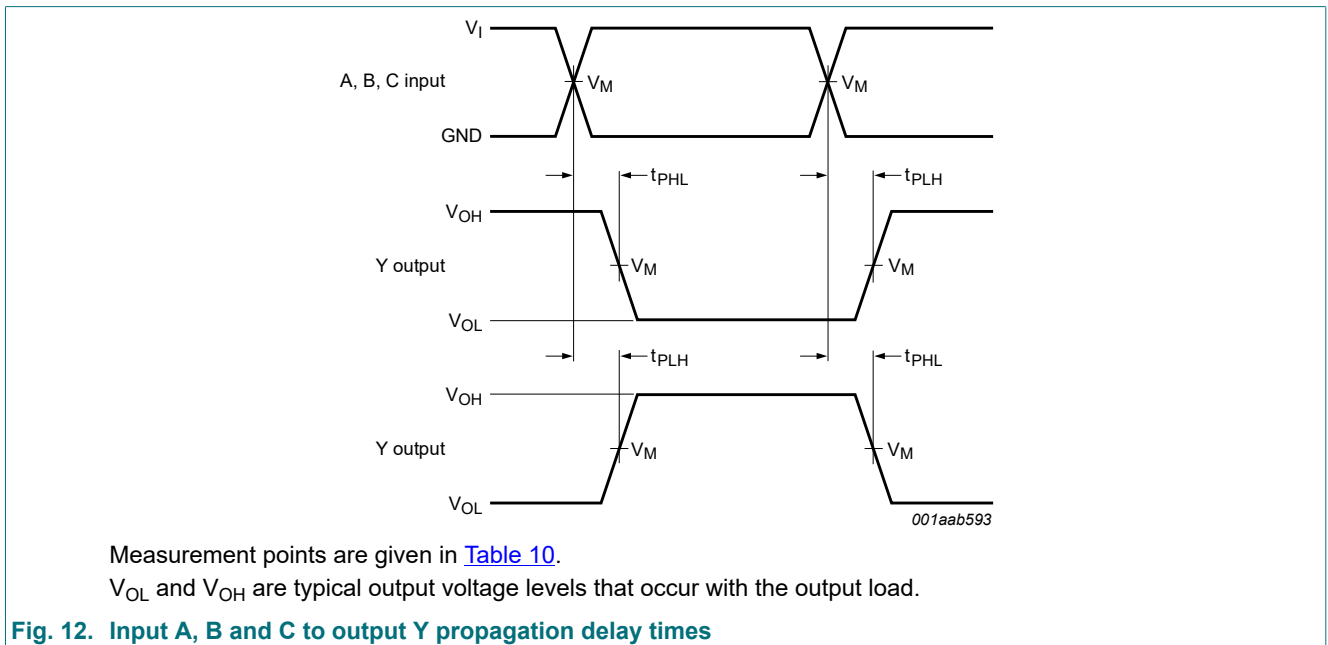 VI
A, B, C input
VM
VM
GND
tPHL
tPLH
VOH
Y output
VM
VM
VOL
tPLH
tPHL
VOH
Y output
VM
VM
VOL
001aab593
Measurement points are given in Table 10.
VOL and VOH are typical output voltage levels that occur with the output load.
Fig. 12. Input A, B and C to output Y propagation delay times